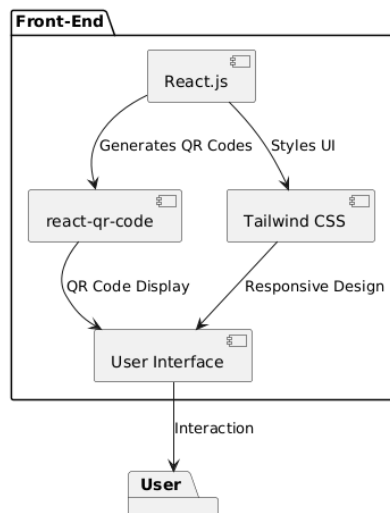 Front-End
React.js
Generates QR Codes
Styles UI
react-qr-code
Tailwind CSS
QR Code Display
Responsive Design
User Interface
Interaction
User